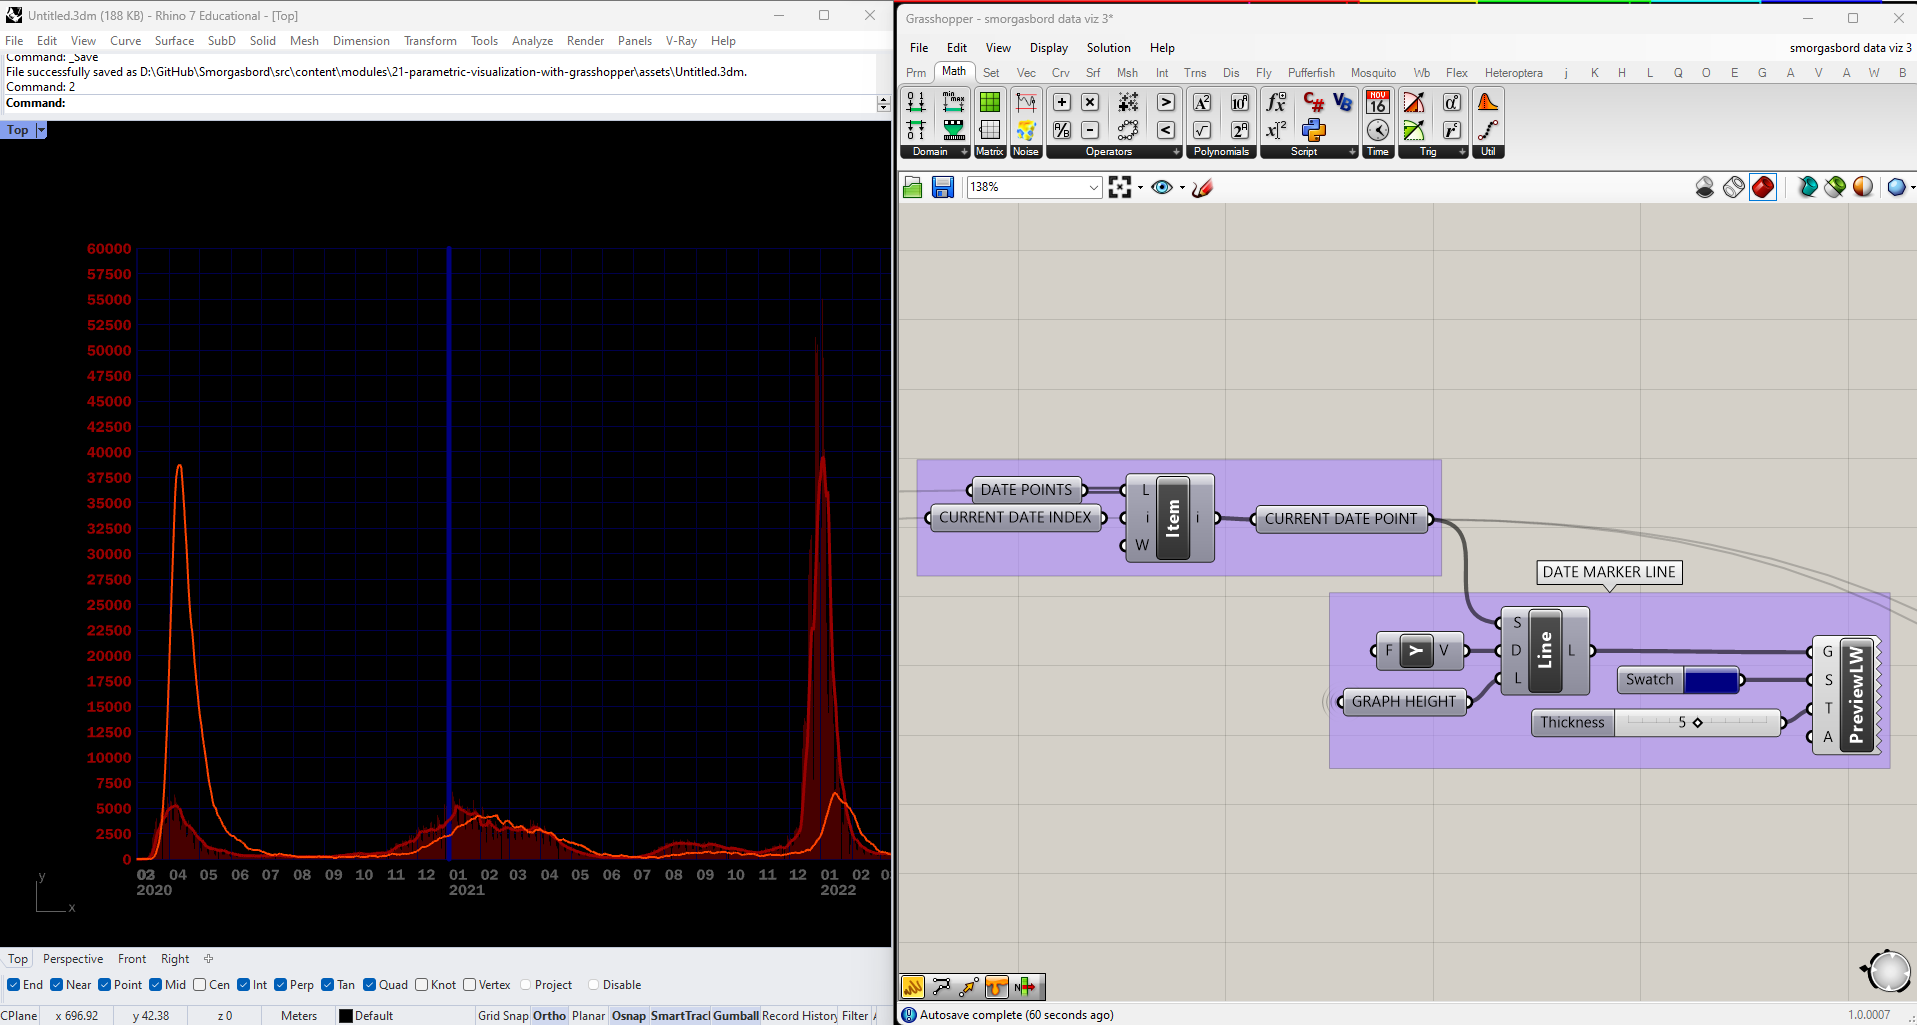 Untitled.3dm (188 KB) - Rhino 7 Educational - [Top]
File Edit View Curve Surface SubD Solid Mesh Dimension Transform Tools Analyze Render Panels V-Ray Help
Command: _Save
File successfully saved as D:\GitHub\Smorgasbord\src\content\modules\21-parametric-visualization-with-grasshopper\assets\Untitled.3dm.
Command: 2
Command:
Top
60000
57500
55000
52500
50000
47500
45000
42500
40000
37500
35000
32500
30000
27500
25000
22500
20000
17500
15000
12500
10000
7500
5000
2500
0
04 05 06 07 08 09 10 11 12 01 02 03 04 05 06 07 08 09 10 11 12 01 02
2020 2021 2022
y
x
Top Perspective Front Right
End Near Point Mid Cen Int Perp Tan Quad Knot Vertex Project Disable
CPlane x 696.92 y 42.38 z 0 Meters Default Grid Snap Ortho Planar Osnap SmartTrack Gumball Record History Filter
Grasshopper - smorgasbord data viz 3*
File Edit View Display Solution Help smorgasbord data viz 3
Prm Math Set Vec Crv Srf Msh Int Trns Dis Fly Pufferfish Mosquito Wb Flex Heteroptera j K H L Q O E G A V A W B
Domain Matrix Noise Operators Polynomials Script Time Trig Util
138%
DATE POINTS
CURRENT DATE INDEX
L
i
W
Item
i
CURRENT DATE POINT
DATE MARKER LINE
F Y V
GRAPH HEIGHT
S
D
L
Line
L
Swatch
Thickness 5
G
S
T
A
PreviewLW
Autosave complete (60 seconds ago)
1.0.0007